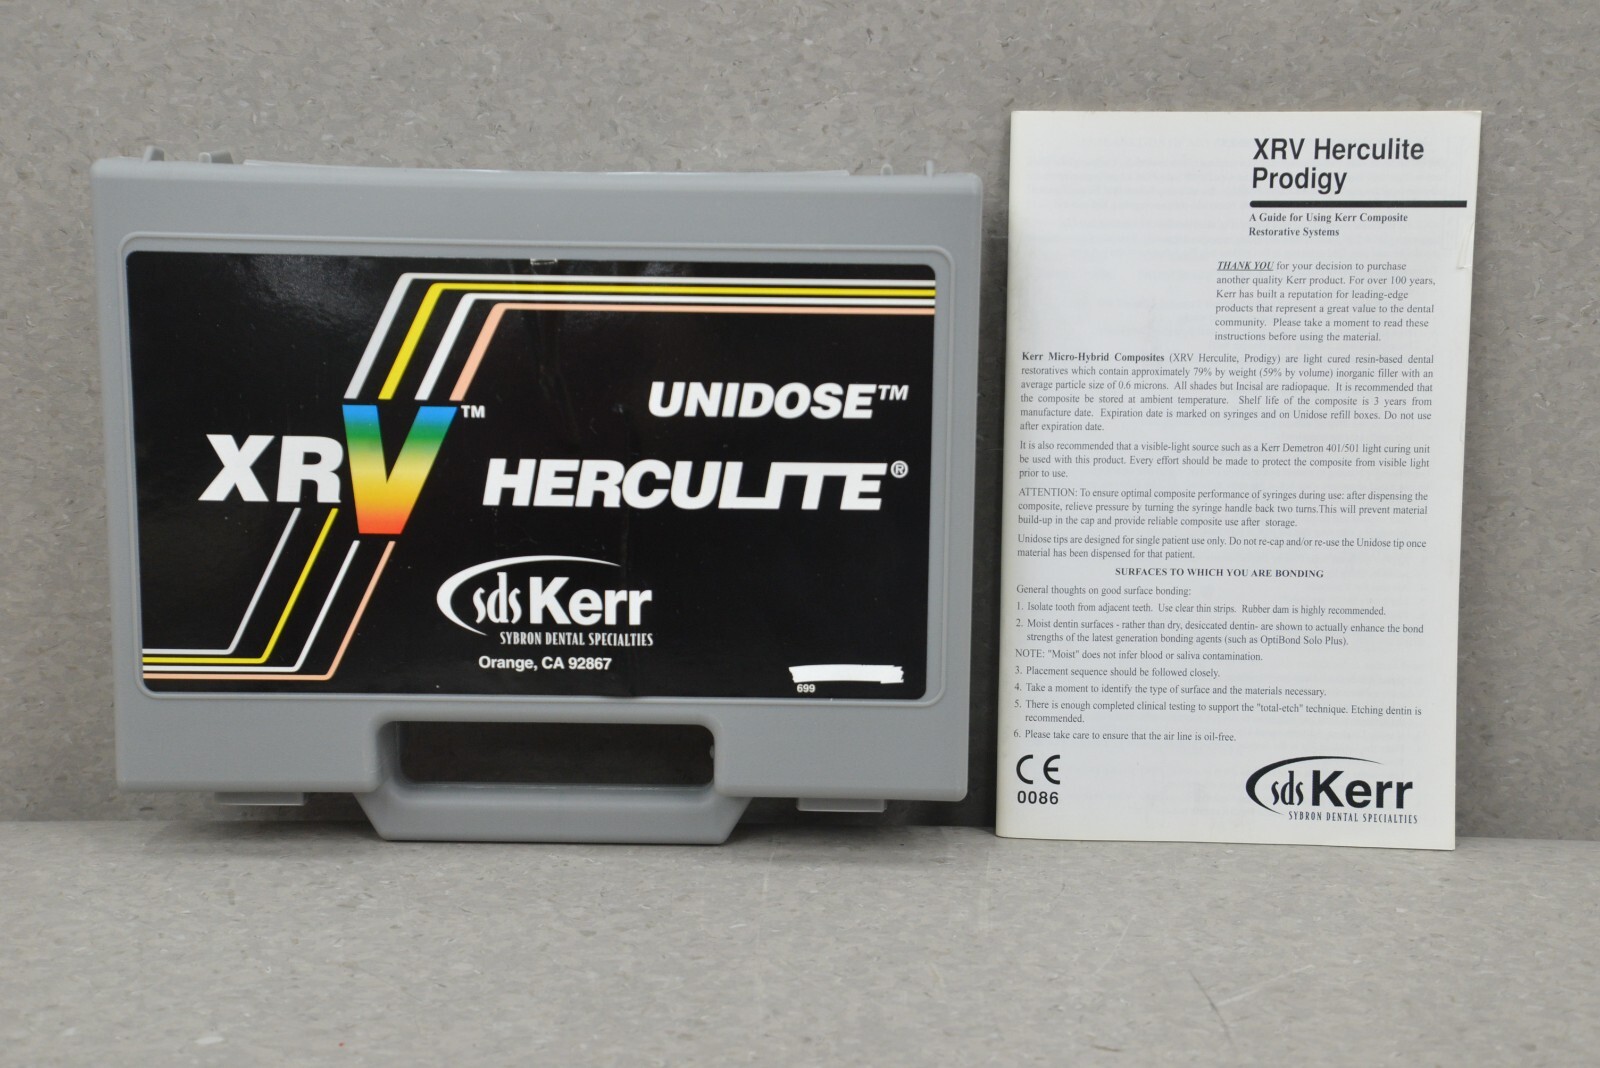 XRV™
UNIDOSE™
HERCULITE®
sds Kerr
SYBRON DENTAL SPECIALTIES
Orange, CA 92867
699
XRV Herculite
Prodigy
A Guide for Using Kerr Composite
Restorative Systems
THANK YOU for your decision to purchase
another quality Kerr product. For over 100 years,
Kerr has built a reputation for leading-edge
products that represent a great value to the dental
community. Please take a moment to read these
instructions before using the material.
Kerr Micro-Hybrid Composites (XRV Herculite, Prodigy) are light cured resin-based dental
restoratives which contain approximately 79% by weight (59% by volume) inorganic filler with an
average particle size of 0.6 microns. All shades but Incisal are radiopaque. It is recommended that
the composite be stored at ambient temperature. Shelf life of the composite is 3 years from
manufacture date. Expiration date is marked on syringes and on Unidose refill boxes. Do not use
after expiration date.
It is also recommended that a visible-light source such as a Kerr Demetron 401/501 light curing unit
be used with this product. Every effort should be made to protect the composite from visible light
prior to use.
ATTENTION: To ensure optimal composite performance of syringes during use: after dispensing the
composite, relieve pressure by turning the syringe handle back two turns.This will prevent material
build-up in the cap and provide reliable composite use after storage.
Unidose tips are designed for single patient use only. Do not re-cap and/or re-use the Unidose tip once
material has been dispensed for that patient.
SURFACES TO WHICH YOU ARE BONDING
General thoughts on good surface bonding:
1. Isolate tooth from adjacent teeth. Use clear thin strips. Rubber dam is highly recommended.
2. Moist dentin surfaces - rather than dry, desiccated dentin- are shown to actually enhance the bond
strengths of the latest generation bonding agents (such as OptiBond Solo Plus).
NOTE: "Moist" does not infer blood or saliva contamination.
3. Placement sequence should be followed closely.
4. Take a moment to identify the type of surface and the materials necessary.
5. There is enough completed clinical testing to support the "total-etch" technique. Etching dentin is
recommended.
6. Please take care to ensure that the air line is oil-free.
CE
0086
sds Kerr
SYBRON DENTAL SPECIALTIES